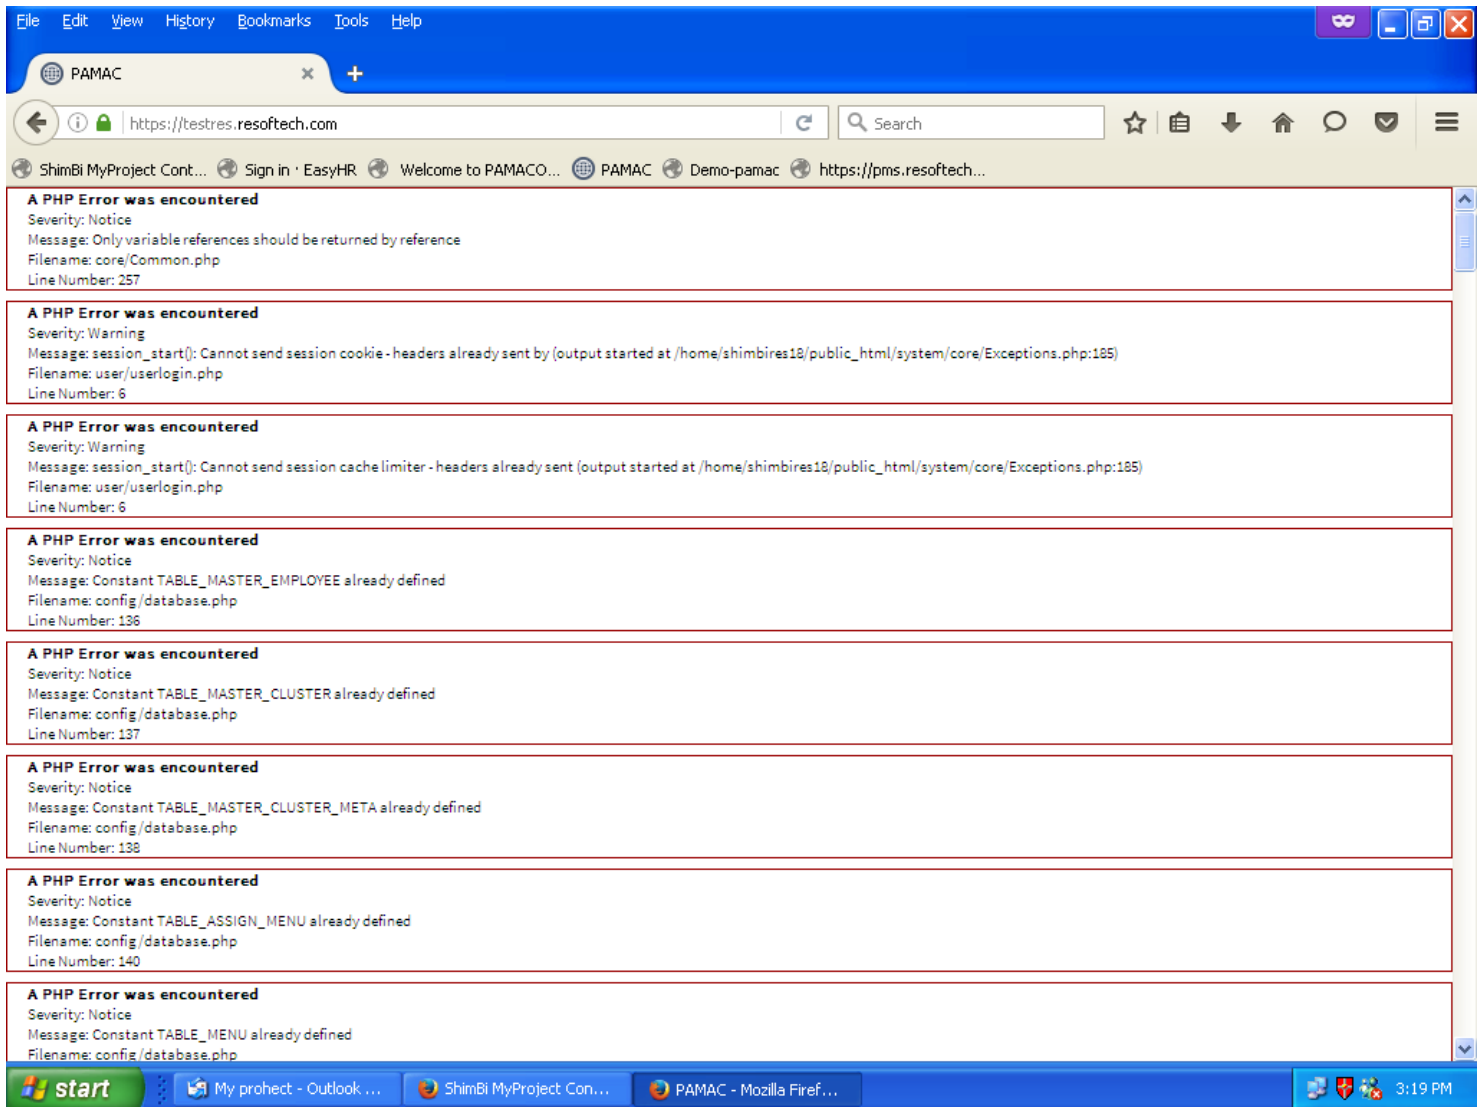 File Edit View History Bookmarks Tools Help
PAMAC
https://testres.resoftech.com
Search
ShimBi MyProject Cont... Sign in · EasyHR Welcome to PAMACO... PAMAC Demo-pamac https://pms.resoftech...
A PHP Error was encountered
Severity: Notice
Message: Only variable references should be returned by reference
Filename: core/Common.php
Line Number: 257
A PHP Error was encountered
Severity: Warning
Message: session_start(): Cannot send session cookie - headers already sent by (output started at /home/shimbires18/public_html/system/core/Exceptions.php:185)
Filename: user/userlogin.php
Line Number: 6
A PHP Error was encountered
Severity: Warning
Message: session_start(): Cannot send session cache limiter - headers already sent (output started at /home/shimbires18/public_html/system/core/Exceptions.php:185)
Filename: user/userlogin.php
Line Number: 6
A PHP Error was encountered
Severity: Notice
Message: Constant TABLE_MASTER_EMPLOYEE already defined
Filename: config/database.php
Line Number: 136
A PHP Error was encountered
Severity: Notice
Message: Constant TABLE_MASTER_CLUSTER already defined
Filename: config/database.php
Line Number: 137
A PHP Error was encountered
Severity: Notice
Message: Constant TABLE_MASTER_CLUSTER_META already defined
Filename: config/database.php
Line Number: 138
A PHP Error was encountered
Severity: Notice
Message: Constant TABLE_ASSIGN_MENU already defined
Filename: config/database.php
Line Number: 140
A PHP Error was encountered
Severity: Notice
Message: Constant TABLE_MENU already defined
Filename: config/database.php
start My prohect - Outlook ... ShimBi MyProject Con... PAMAC - Mozilla Firef... 3:19 PM